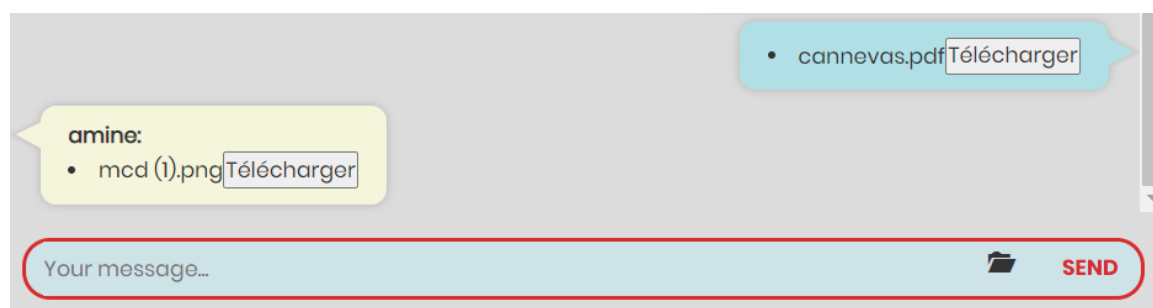 cannevas.pdf Télécharger
amine:
mcd (1).png Télécharger
Your message... SEND